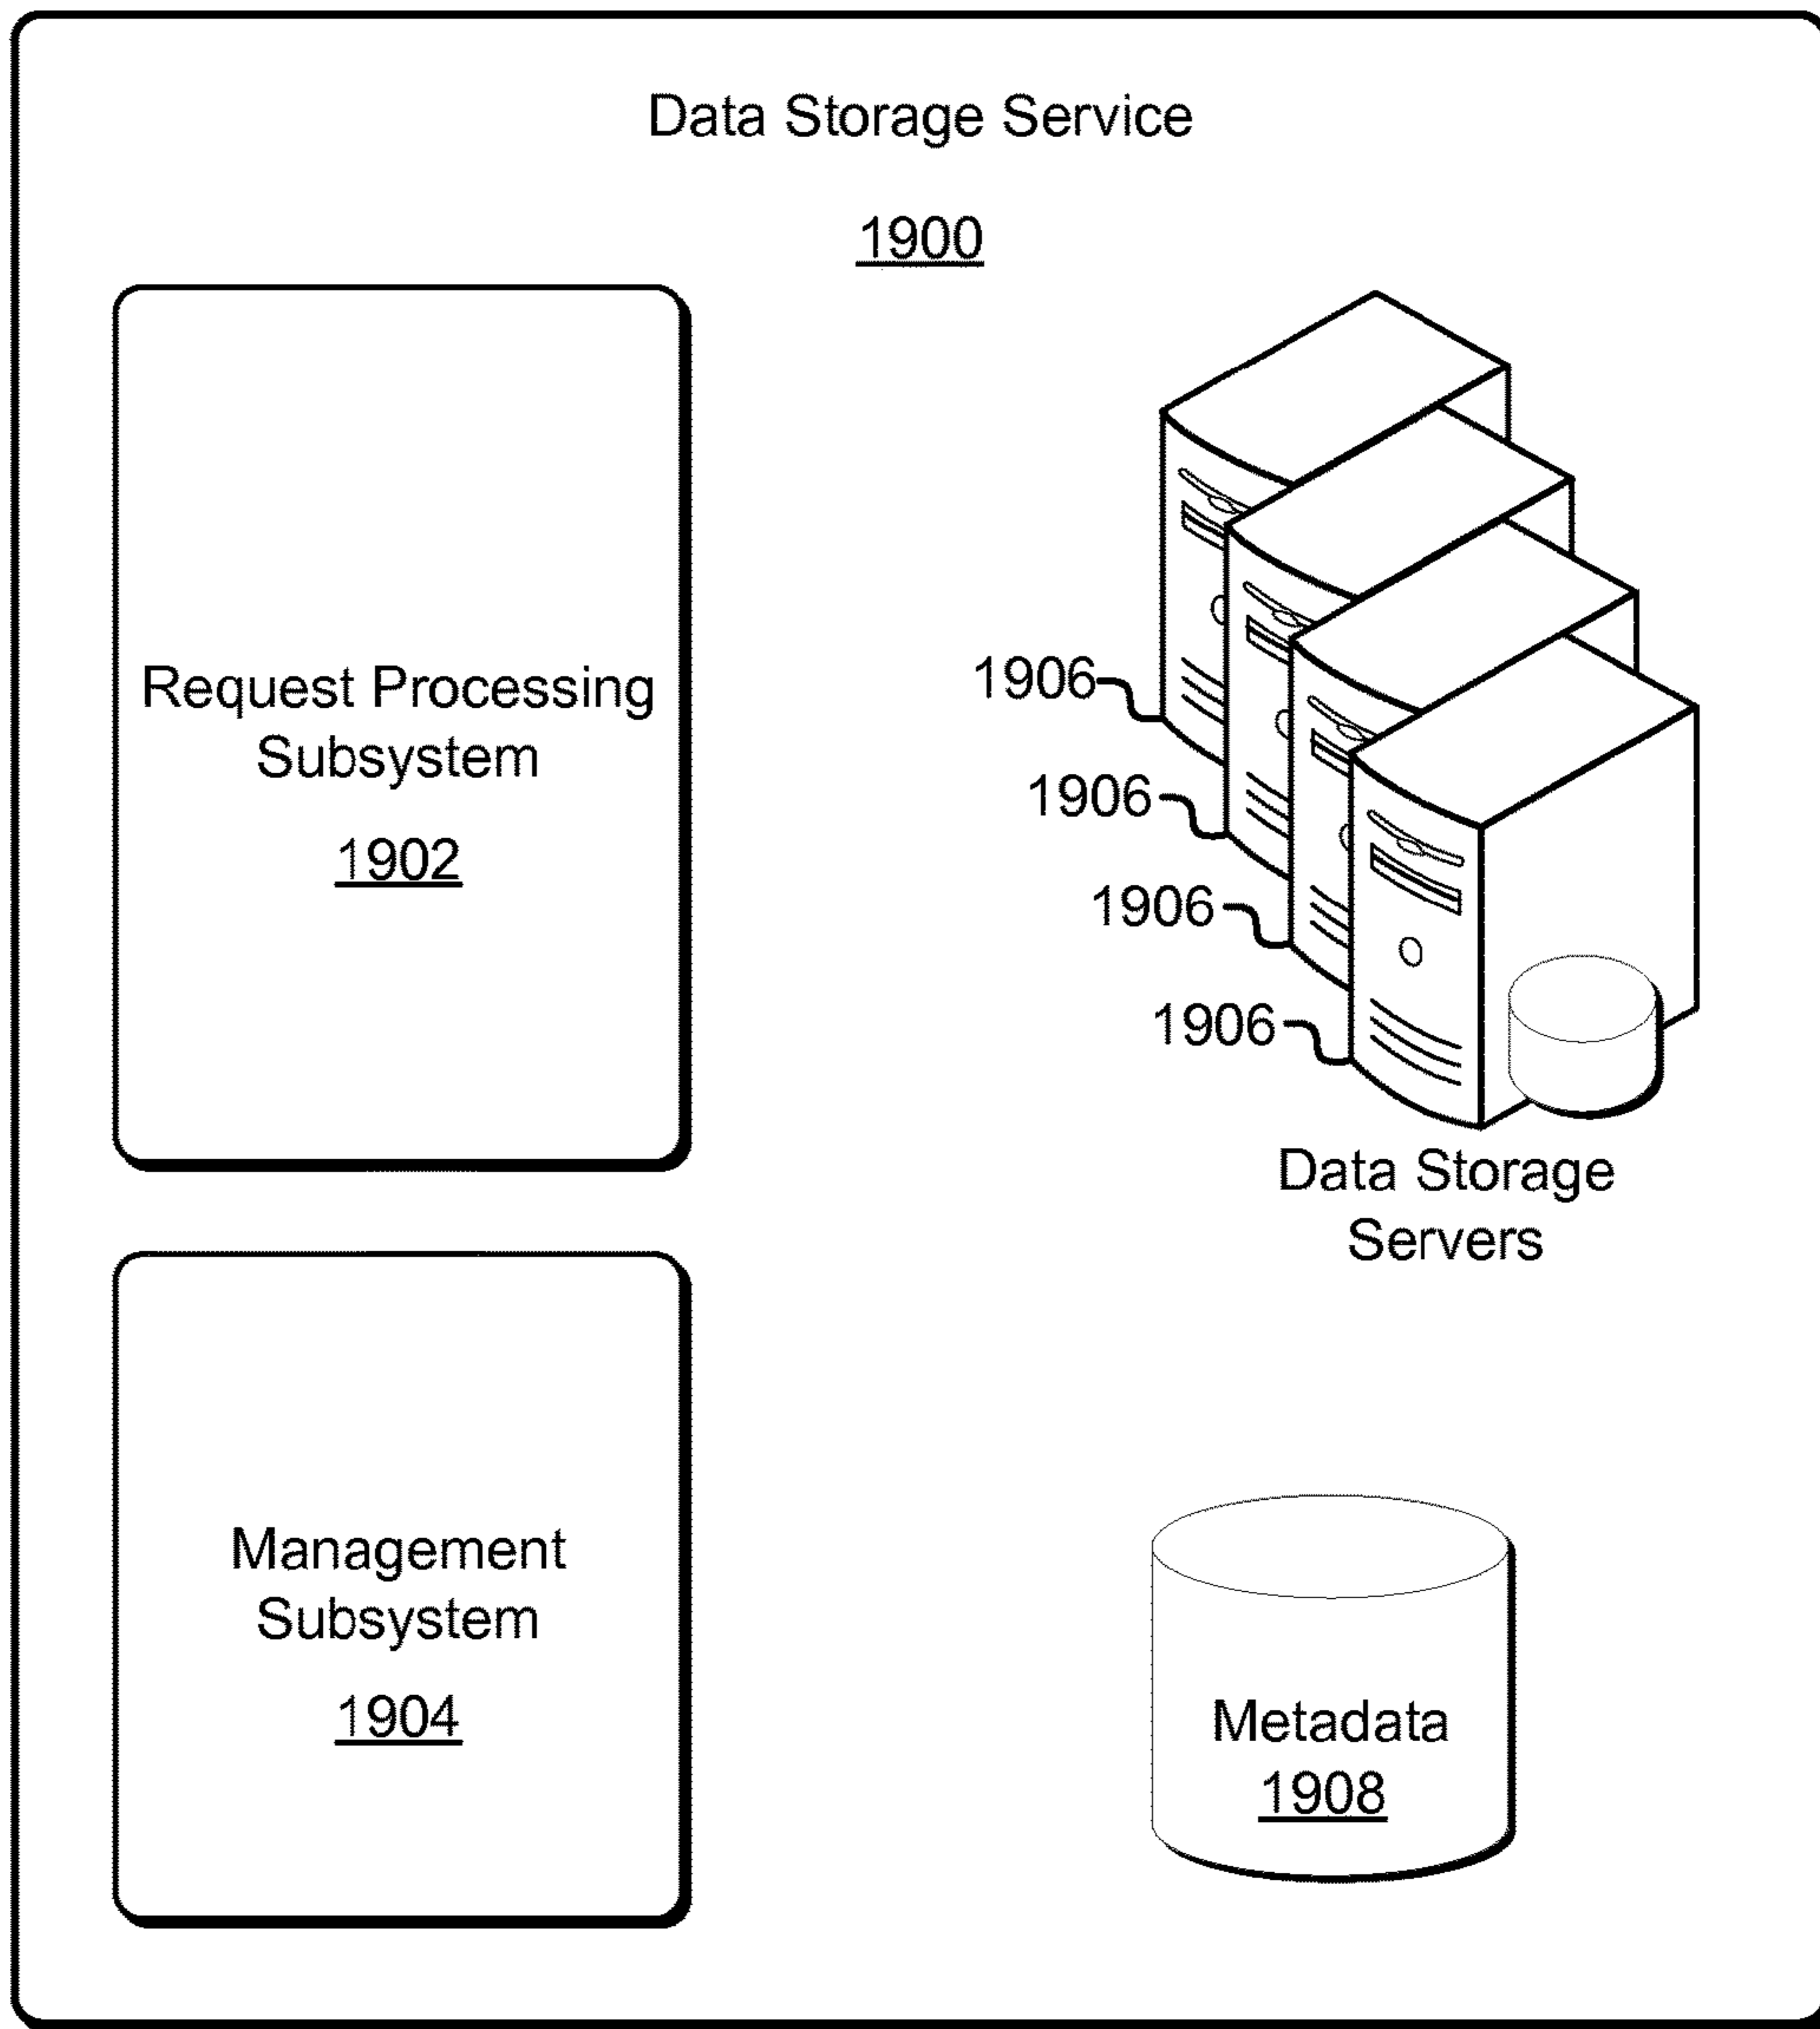 Data Storage Service
1900
Request Processing
Subsystem
1902
1906
1906
1906
1906
Data Storage
Servers
Management
Subsystem
1904
Metadata
1908